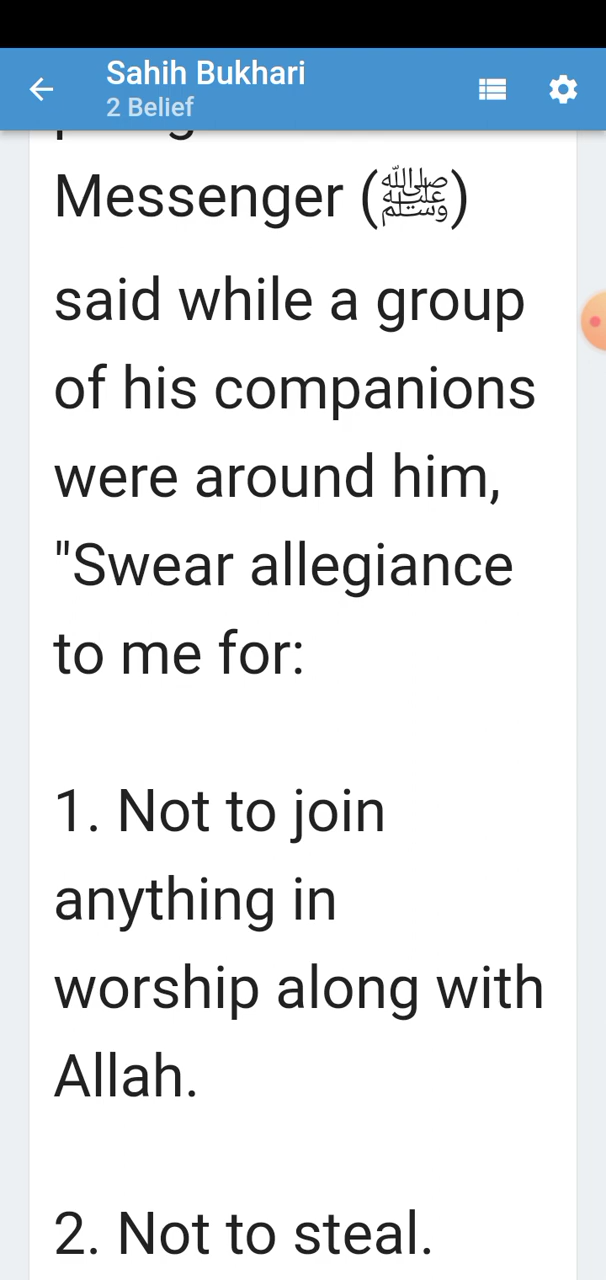 Sahih Bukhari
2 Belief
Messenger (ﷺ)
said while a group
of his companions
were around him,
"Swear allegiance
to me for:
1. Not to join
anything in
worship along with
Allah.
2. Not to steal.